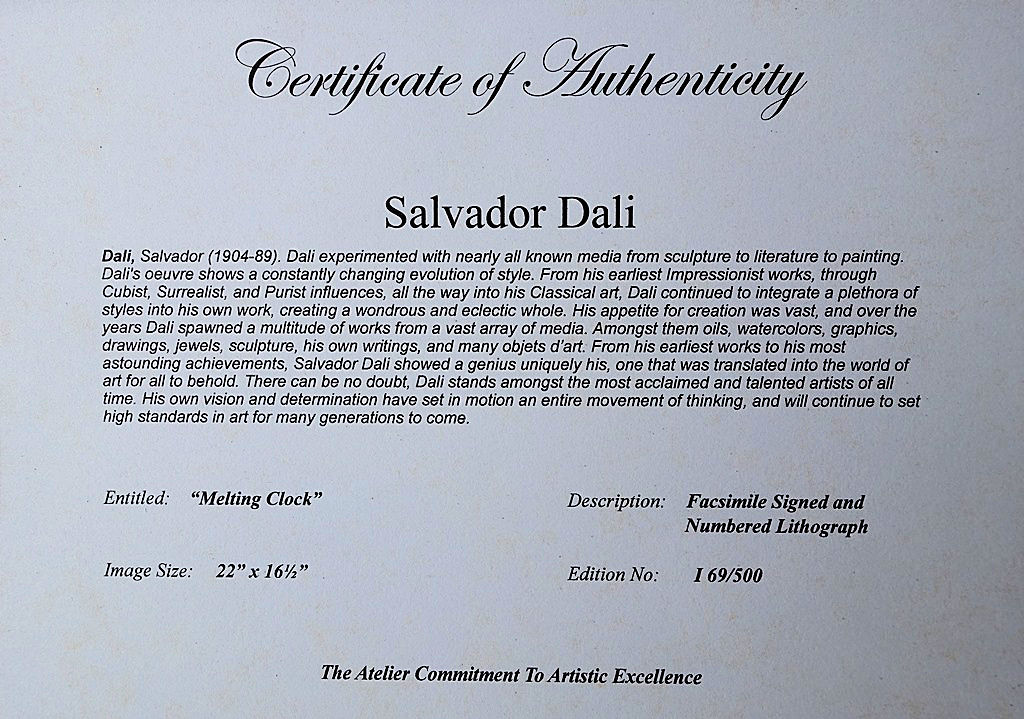 Certificate of Authenticity
Salvador Dali
Dali, Salvador (1904-89). Dali experimented with nearly all known media from sculpture to literature to painting.
Dali's oeuvre shows a constantly changing evolution of style. From his earliest Impressionist works, through
Cubist, Surrealist, and Purist influences, all the way into his Classical art, Dali continued to integrate a plethora of
styles into his own work, creating a wondrous and eclectic whole. His appetite for creation was vast, and over the
years Dali spawned a multitude of works from a vast array of media. Amongst them oils, watercolors, graphics,
drawings, jewels, sculpture, his own writings, and many objets d'art. From his earliest works to his most
astounding achievements, Salvador Dali showed a genius uniquely his, one that was translated into the world of
art for all to behold. There can be no doubt, Dali stands amongst the most acclaimed and talented artists of all
time. His own vision and determination have set in motion an entire movement of thinking, and will continue to set
high standards in art for many generations to come.
Entitled: “Melting Clock”
Description: Facsimile Signed and
Numbered Lithograph
Image Size: 22” x 16½”
Edition No: I 69/500
The Atelier Commitment To Artistic Excellence